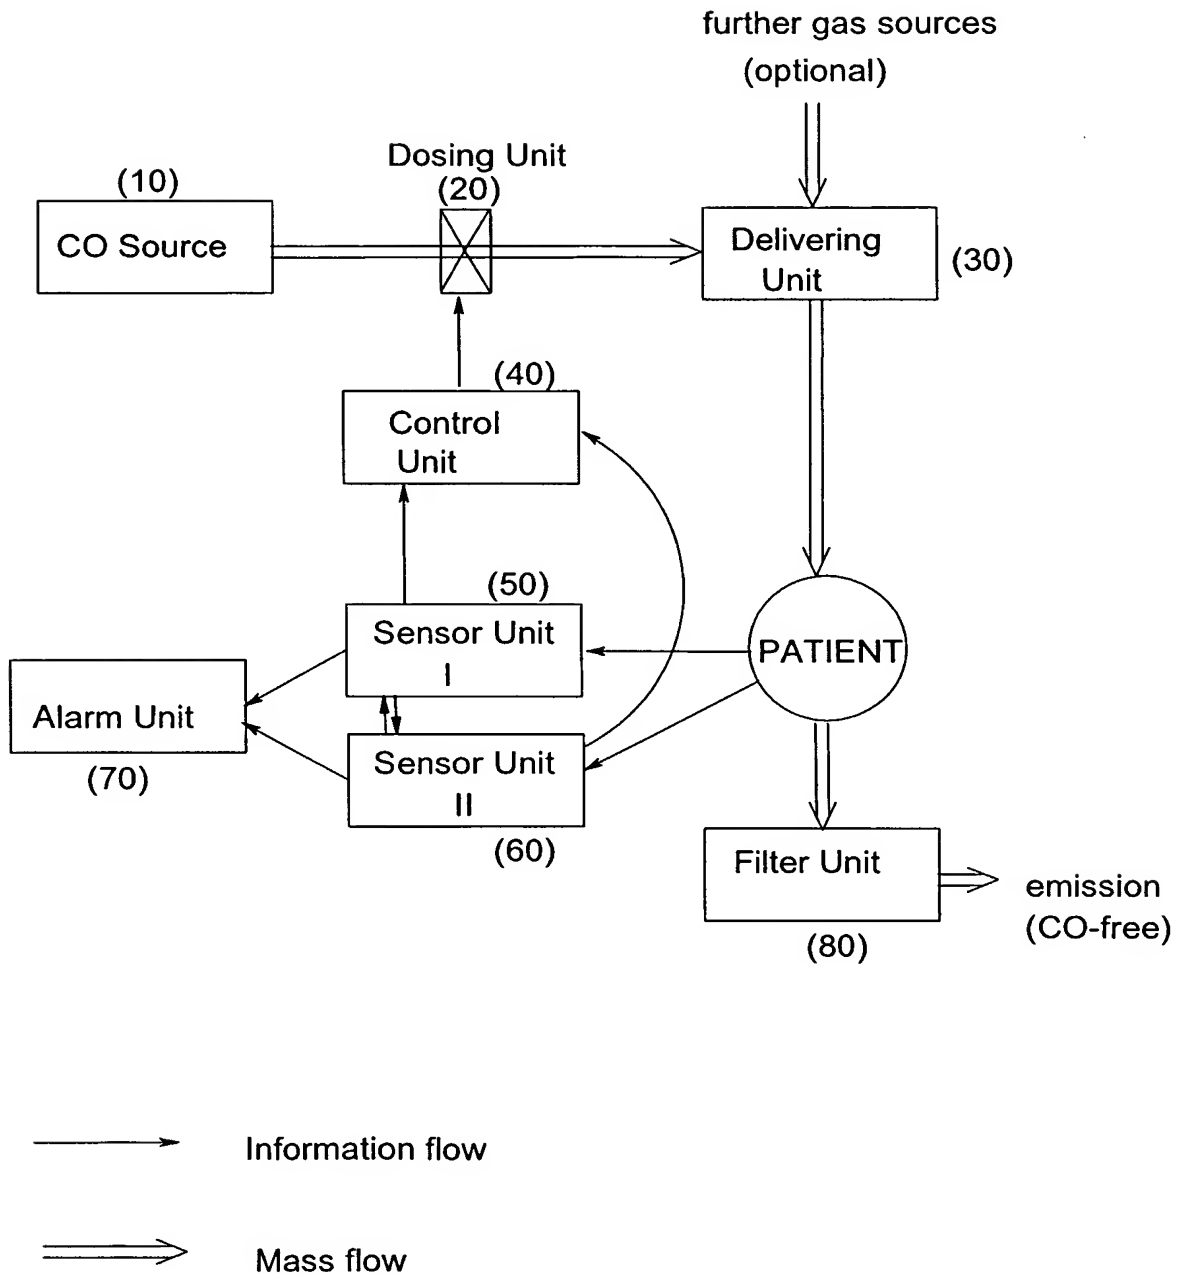 further gas sources
(optional)
Dosing Unit
(10)
(20)
CO Source
Delivering
Unit
(30)
(40)
Control
Unit
(50)
Sensor Unit
I
PATIENT
Alarm Unit
(70)
Sensor Unit
II
(60)
Filter Unit
emission
(CO-free)
(80)
Information flow
Mass flow